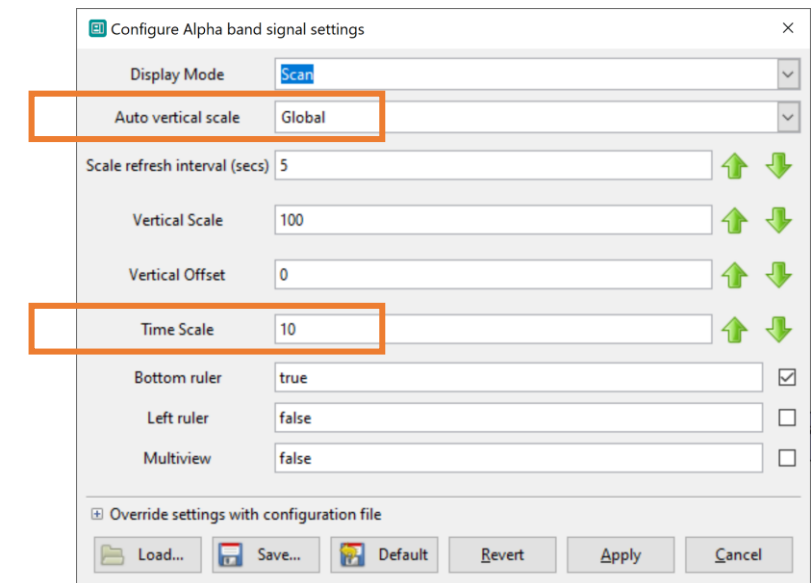 Configure Alpha band signal settings
Display Mode Scan
Auto vertical scale Global
Scale refresh interval (secs) 5
Vertical Scale 100
Vertical Offset 0
Time Scale 10
Bottom ruler true
Left ruler false
Multiview false
Override settings with configuration file
Load... Save... Default Revert Apply Cancel